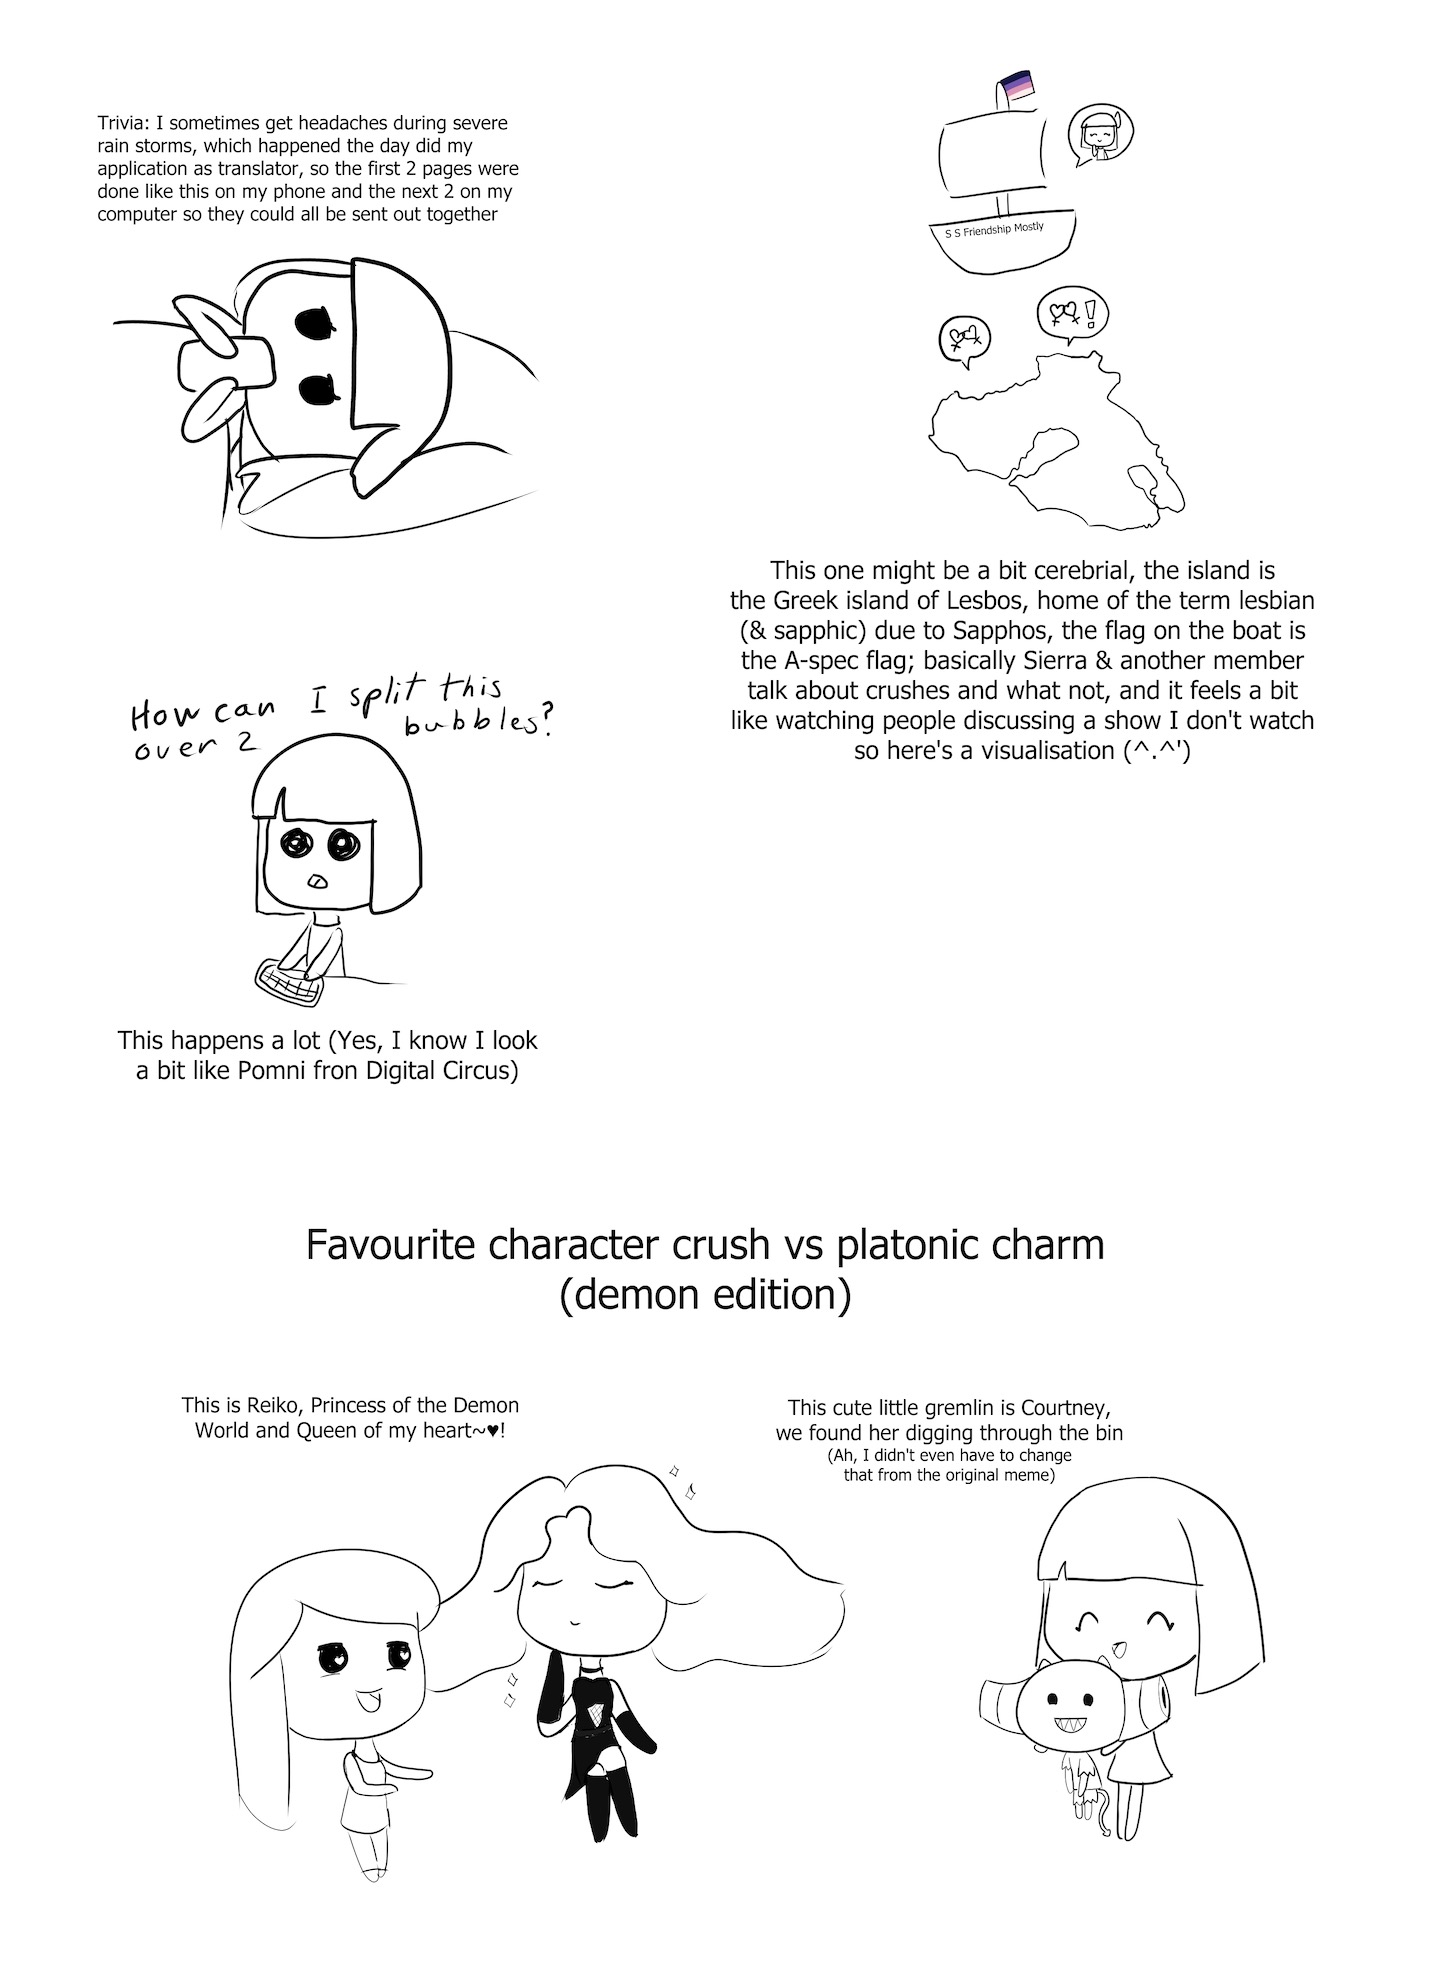 Trivia: I sometimes get headaches during severe
rain storms, which happened the day did my
application as translator, so the first 2 pages were
done like this on my phone and the next 2 on my
computer so they could all be sent out together
S S Friendship Mostly
This one might be a bit cerebrial, the island is
the Greek island of Lesbos, home of the term lesbian
(& sapphic) due to Sapphos, the flag on the boat is
the A-spec flag; basically Sierra & another member
talk about crushes and what not, and it feels a bit
like watching people discussing a show I don't watch
so here's a visualisation (^.^')
How can I split this
over 2 bubbles?
This happens a lot (Yes, I know I look
a bit like Pomni fron Digital Circus)
Favourite character crush vs platonic charm
(demon edition)
This is Reiko, Princess of the Demon
World and Queen of my heart~♥!
This cute little gremlin is Courtney,
we found her digging through the bin
(Ah, I didn't even have to change
that from the original meme)